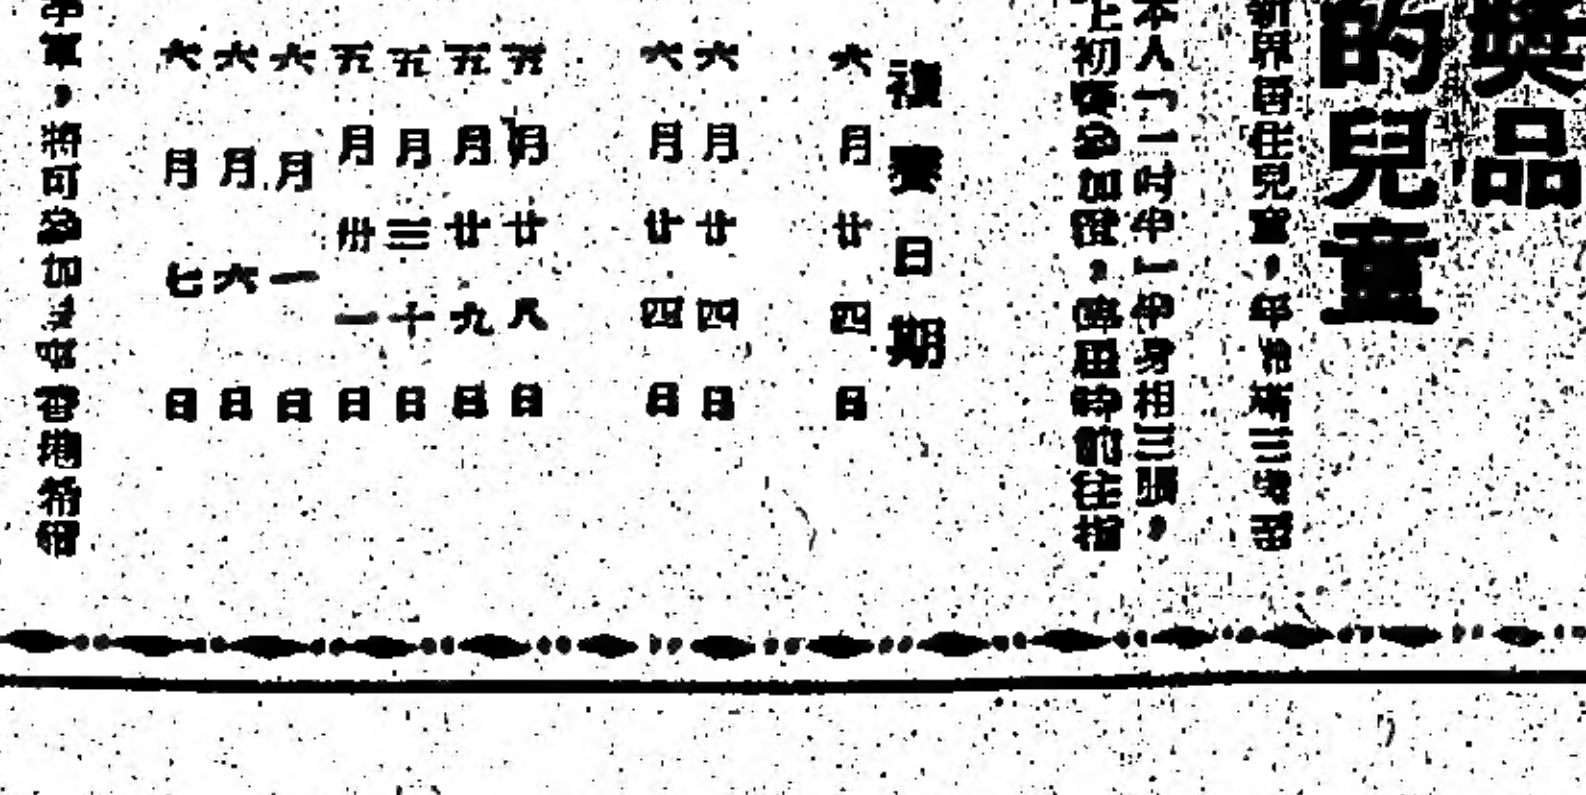 獎品
的兒童
新界居住兒童，年齡滿三歲至
本人「一吋半」半身相三張，
上初賽參加證，屆時前往指
複賽日期
六月廿四日
六月廿四日
六月廿四日
五月廿八日
五月廿九日
五月三十日
五月卅一日
六月一日
六月六日
六月七日
軍，將可參加
香港